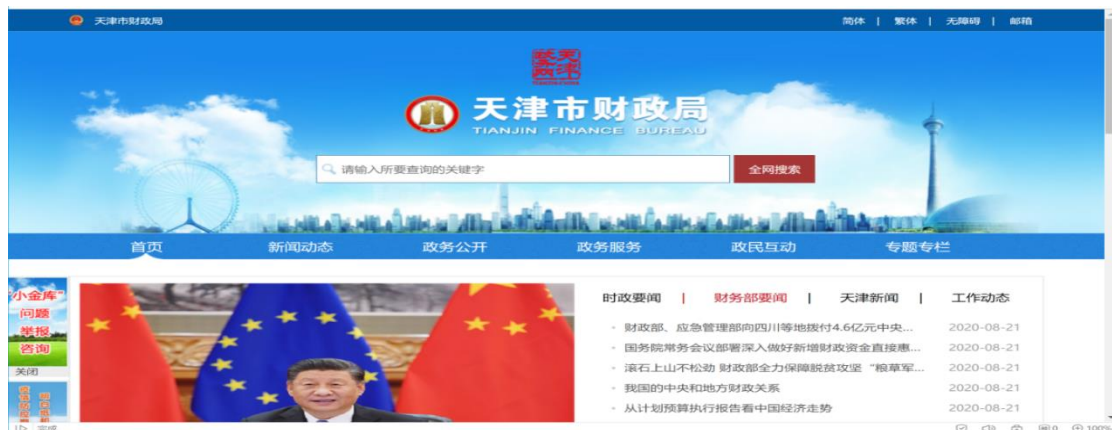 天津市财政局
简体 | 繁体 | 无障碍 | 邮箱
天津市财政局
TIANJIN FINANCE BUREAU
请输入所要查询的关键字
全网搜索
首页 新闻动态 政务公开 政务服务 政民互动 专题专栏
"小金库"
问题
举报
咨询
关闭
时政要闻 | 财务部要闻 | 天津新闻 | 工作动态
财政部、应急管理部向四川等地拨付4.6亿元中央... 2020-08-21
国务院常务会议部署深入做好新增财政资金直接惠... 2020-08-21
滚石上山不松劲 财政部全力保障脱贫攻坚“粮草军... 2020-08-21
我国的中央和地方财政关系 2020-08-21
从计划预算执行报告看中国经济走势 2020-08-21
完成
0
100%